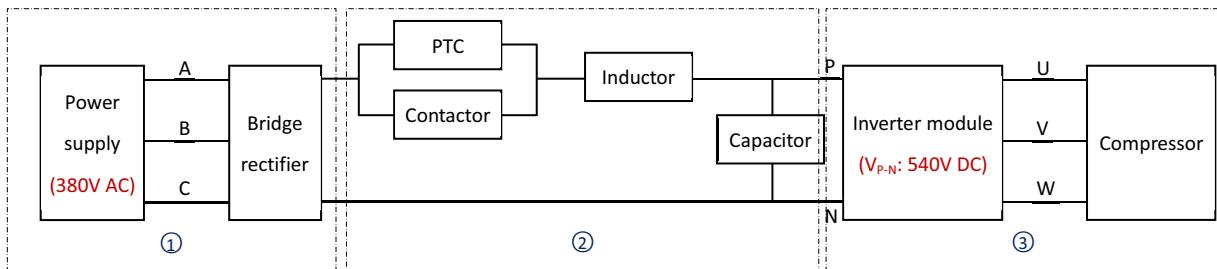 Power
supply
(380V AC)
A
B
C
Bridge
rectifier
①
PTC
Contactor
Inductor
Capacitor
②
P
N
Inverter module
(VP-N: 540V DC)
U
V
W
Compressor
③